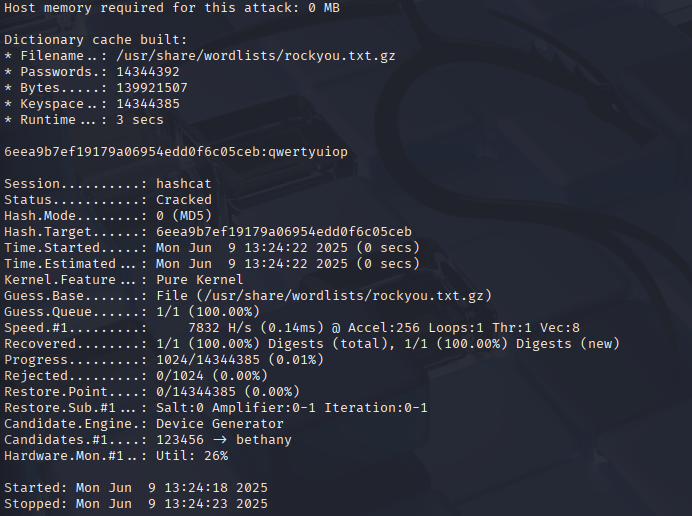 Host memory required for this attack: 0 MB
Dictionary cache built:
* Filename..: /usr/share/wordlists/rockyou.txt.gz
* Passwords.: 14344392
* Bytes.....: 139921507
* Keyspace..: 14344385
* Runtime...: 3 secs
6eea9b7ef19179a06954edd0f6c05ceb:qwertyuiop
Session..........: hashcat
Status...........: Cracked
Hash.Mode........: 0 (MD5)
Hash.Target......: 6eea9b7ef19179a06954edd0f6c05ceb
Time.Started.....: Mon Jun  9 13:24:22 2025 (0 secs)
Time.Estimated...: Mon Jun  9 13:24:22 2025 (0 secs)
Kernel.Feature...: Pure Kernel
Guess.Base.......: File (/usr/share/wordlists/rockyou.txt.gz)
Guess.Queue......: 1/1 (100.00%)
Speed.#1.........:     7832 H/s (0.14ms) @ Accel:256 Loops:1 Thr:1 Vec:8
Recovered........: 1/1 (100.00%) Digests (total), 1/1 (100.00%) Digests (new)
Progress.........: 1024/14344385 (0.01%)
Rejected.........: 0/1024 (0.00%)
Restore.Point....: 0/14344385 (0.00%)
Restore.Sub.#1...: Salt:0 Amplifier:0-1 Iteration:0-1
Candidate.Engine.: Device Generator
Candidates.#1....: 123456 -> bethany
Hardware.Mon.#1..: Util: 26%
Started: Mon Jun  9 13:24:18 2025
Stopped: Mon Jun  9 13:24:23 2025